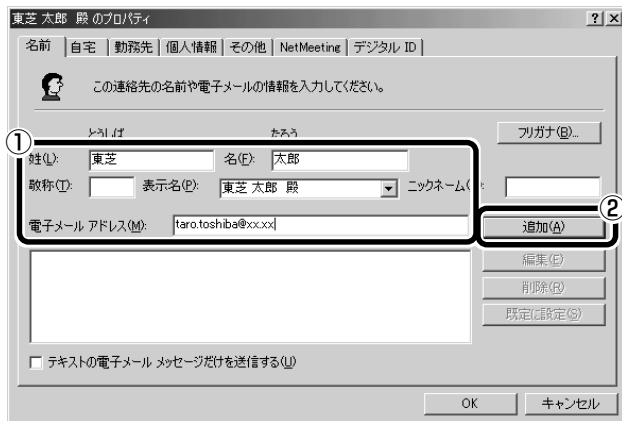 東芝 太郎 殿 のプロパティ
名前 自宅 勤務先 個人情報 その他 NetMeeting デジタル ID
この連絡先の名前や電子メールの情報を入力してください。
とうしば たろう フリガナ(B)...
①
姓(L): 東芝 名(F): 太郎
敬称(T): 表示名(P): 東芝 太郎 殿 ニックネーム(
②
電子メール アドレス(M): taro.toshiba@xx.xx 追加(A)
編集(E)
削除(R)
既定に設定(S)
テキストの電子メール メッセージだけを送信する(U)
OK キャンセル